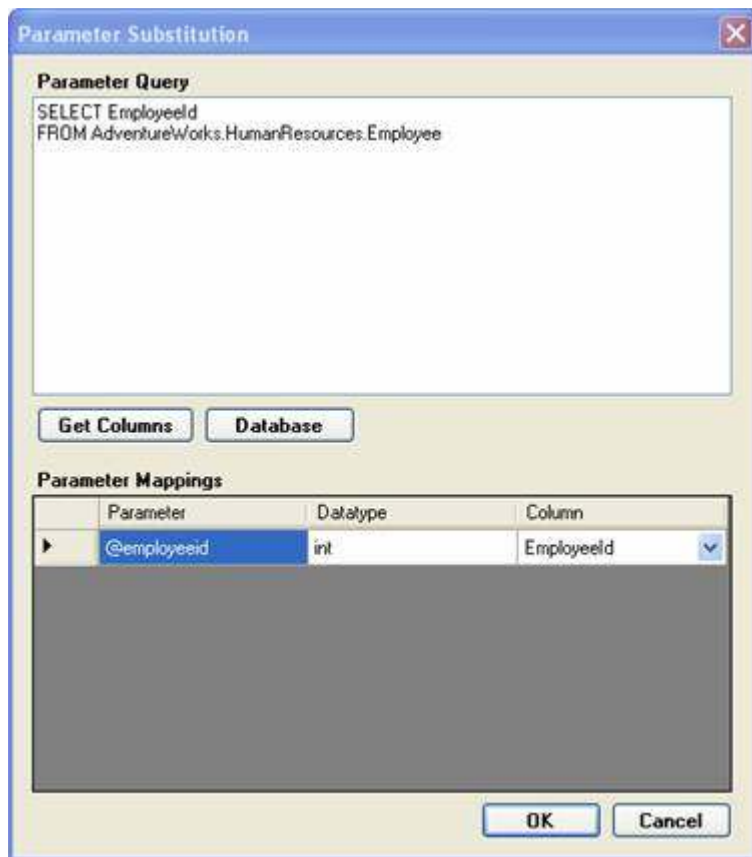 Parameter Substitution
Parameter Query
SELECT EmployeeId
FROM AdventureWorks.HumanResources.Employee
Get Columns Database
Parameter Mappings
Parameter Datatype Column
@employeeid int EmployeeId
OK Cancel